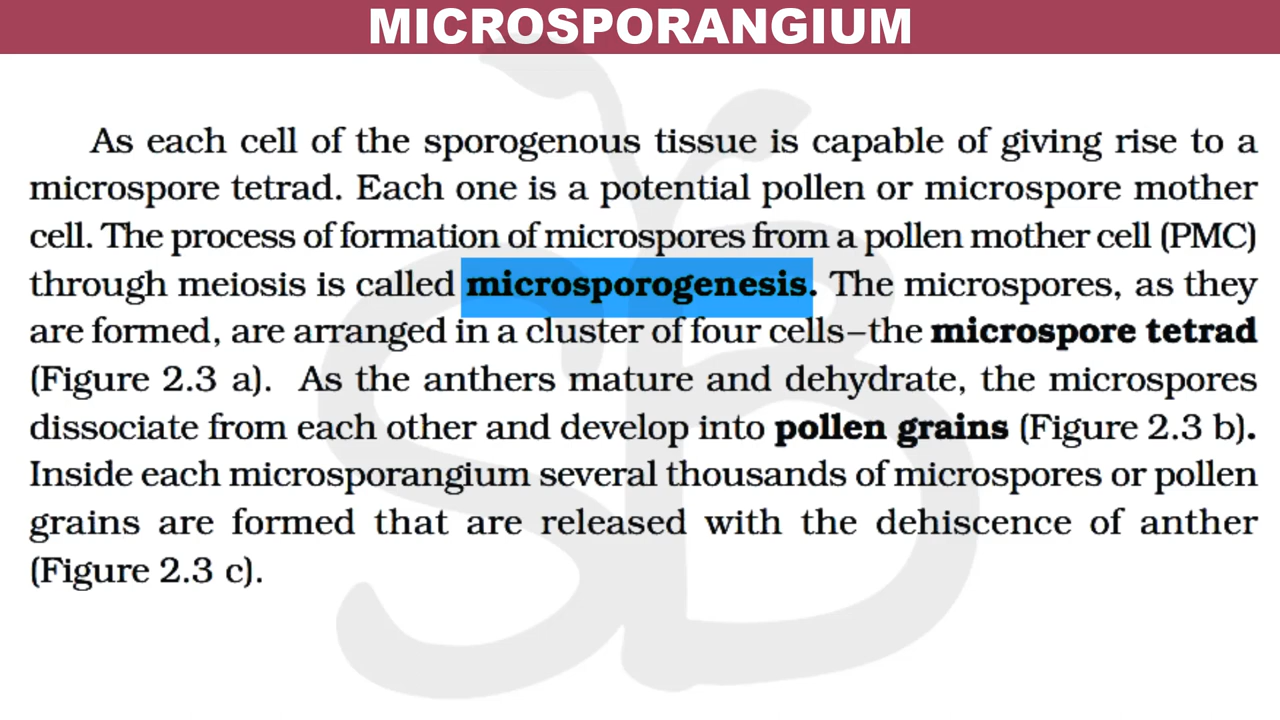 MICROSPORANGIUM
As each cell of the sporogenous tissue is capable of giving rise to a
microspore tetrad. Each one is a potential pollen or microspore mother
cell. The process of formation of microspores from a pollen mother cell (PMC)
through meiosis is called microsporogenesis. The microspores, as they
are formed, are arranged in a cluster of four cells–the microspore tetrad
(Figure 2.3 a). As the anthers mature and dehydrate, the microspores
dissociate from each other and develop into pollen grains (Figure 2.3 b).
Inside each microsporangium several thousands of microspores or pollen
grains are formed that are released with the dehiscence of anther
(Figure 2.3 c).
SB